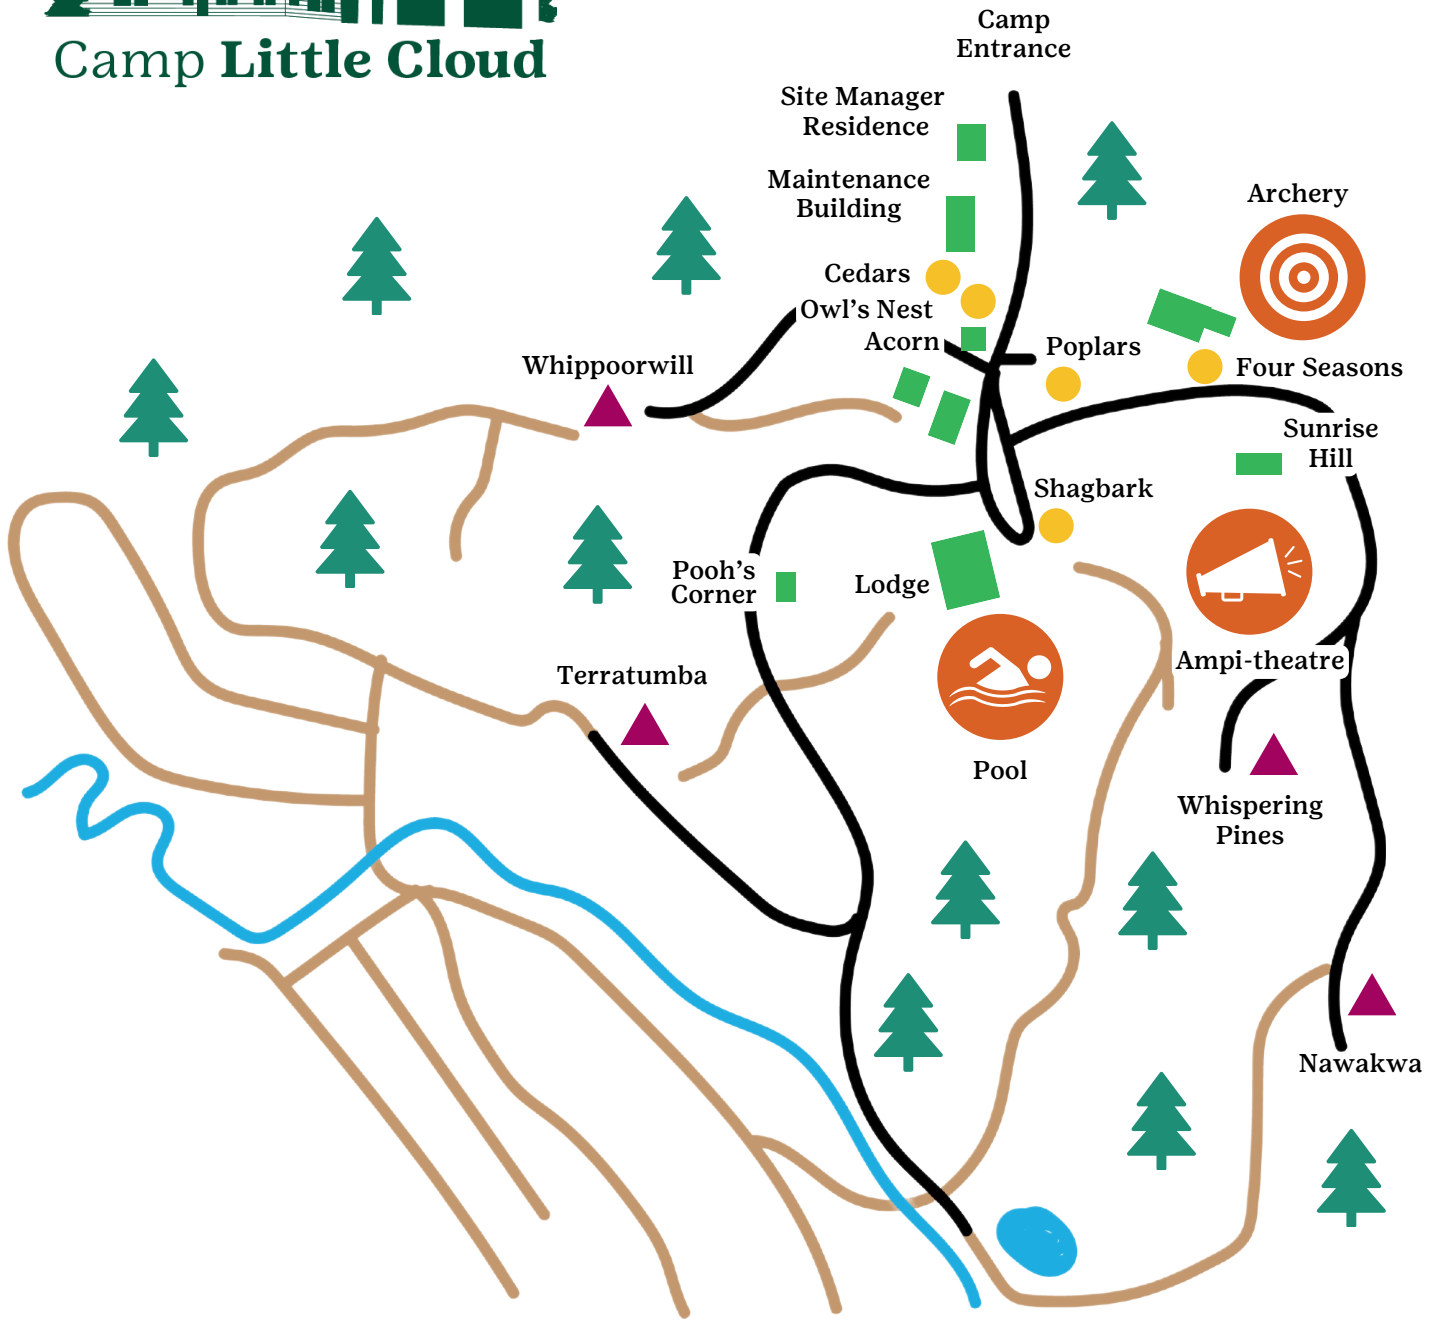 Camp Little Cloud
Camp
Entrance
Site Manager
Residence
Maintenance
Building
Archery
Cedars
Owl's Nest
Acorn
Poplars
Four Seasons
Whippoorwill
Sunrise
Hill
Shagbark
Pooh's
Corner
Lodge
Ampi-theatre
Terratumba
Pool
Whispering
Pines
Nawakwa